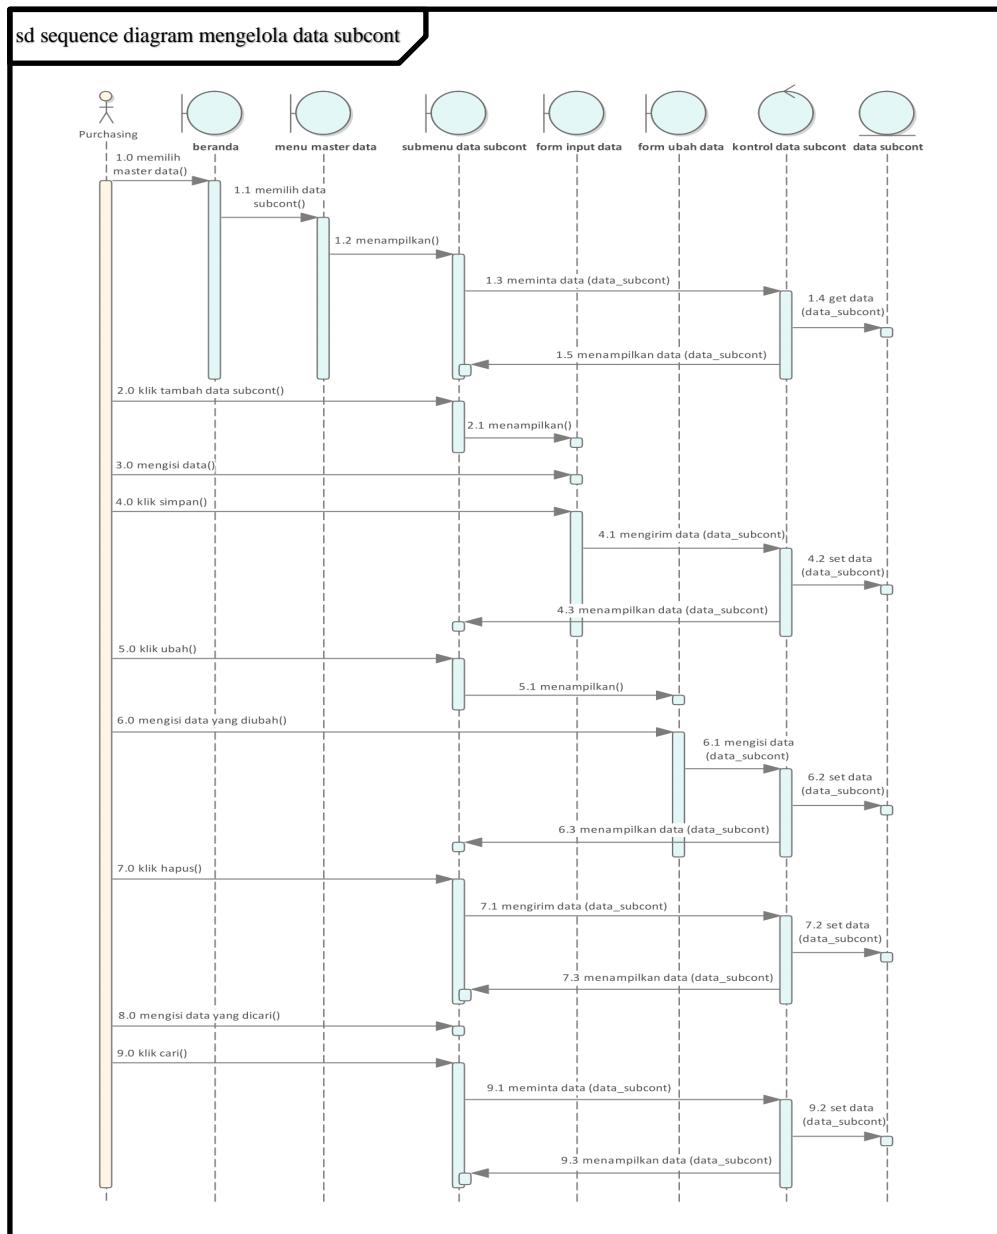 sd sequence diagram mengelola data subcont
Purchasing
beranda
menu master data
submenu data subcont
form input data
form ubah data
kontrol data subcont
data subcont
1.0 memilih
master data()
1.1 memilih data
subcont()
1.2 menampilkan()
1.3 meminta data (data_subcont)
1.4 get data
(data_subcont)
1.5 menampilkan data (data_subcont)
2.0 klik tambah data subcont()
2.1 menampilkan()
3.0 mengisi data()
4.0 klik simpan()
4.1 mengirim data (data_subcont)
4.2 set data
(data_subcont)
4.3 menampilkan data (data_subcont)
5.0 klik ubah()
5.1 menampilkan()
6.0 mengisi data yang diubah()
6.1 mengisi data
(data_subcont)
6.2 set data
(data_subcont)
6.3 menampilkan data (data_subcont)
7.0 klik hapus()
7.1 mengirim data (data_subcont)
7.2 set data
(data_subcont)
7.3 menampilkan data (data_subcont)
8.0 mengisi data yang dicari()
9.0 klik cari()
9.1 meminta data (data_subcont)
9.2 set data
(data_subcont)
9.3 menampilkan data (data_subcont)